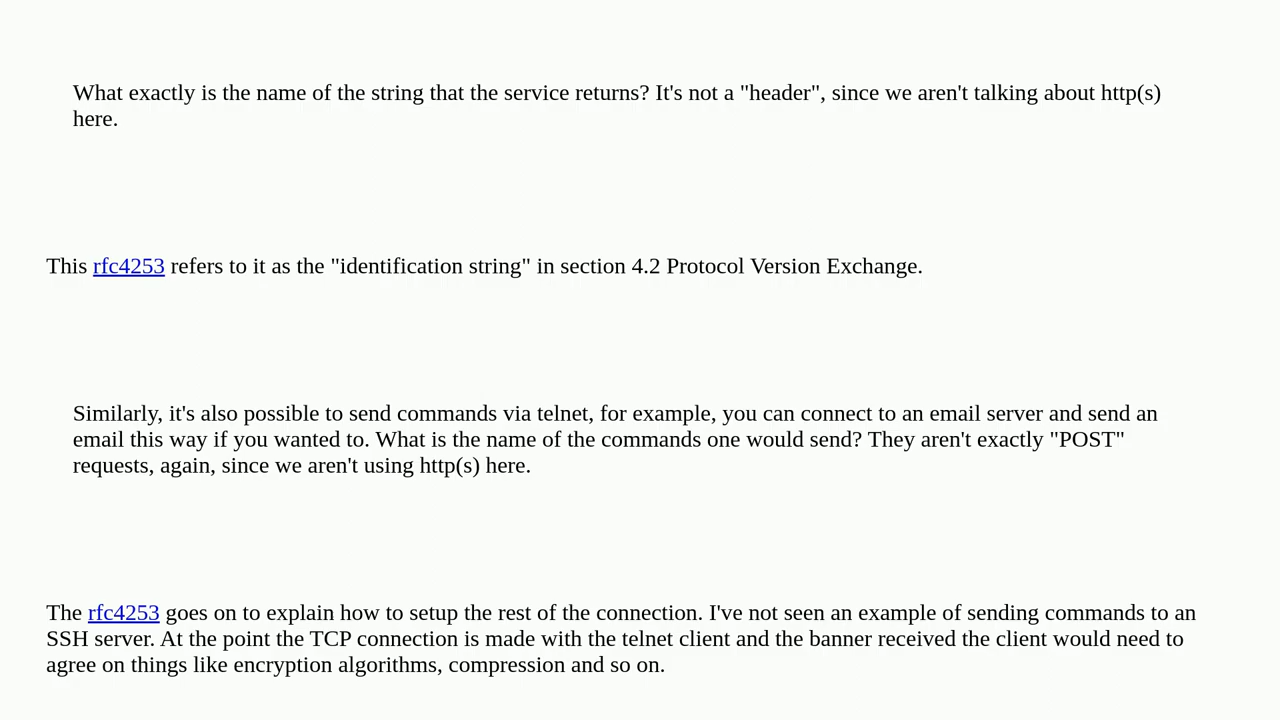 What exactly is the name of the string that the service returns? It's not a "header", since we aren't talking about http(s)
here.
This rfc4253 refers to it as the "identification string" in section 4.2 Protocol Version Exchange.
Similarly, it's also possible to send commands via telnet, for example, you can connect to an email server and send an
email this way if you wanted to. What is the name of the commands one would send? They aren't exactly "POST"
requests, again, since we aren't using http(s) here.
The rfc4253 goes on to explain how to setup the rest of the connection. I've not seen an example of sending commands to an
SSH server. At the point the TCP connection is made with the telnet client and the banner received the client would need to
agree on things like encryption algorithms, compression and so on.